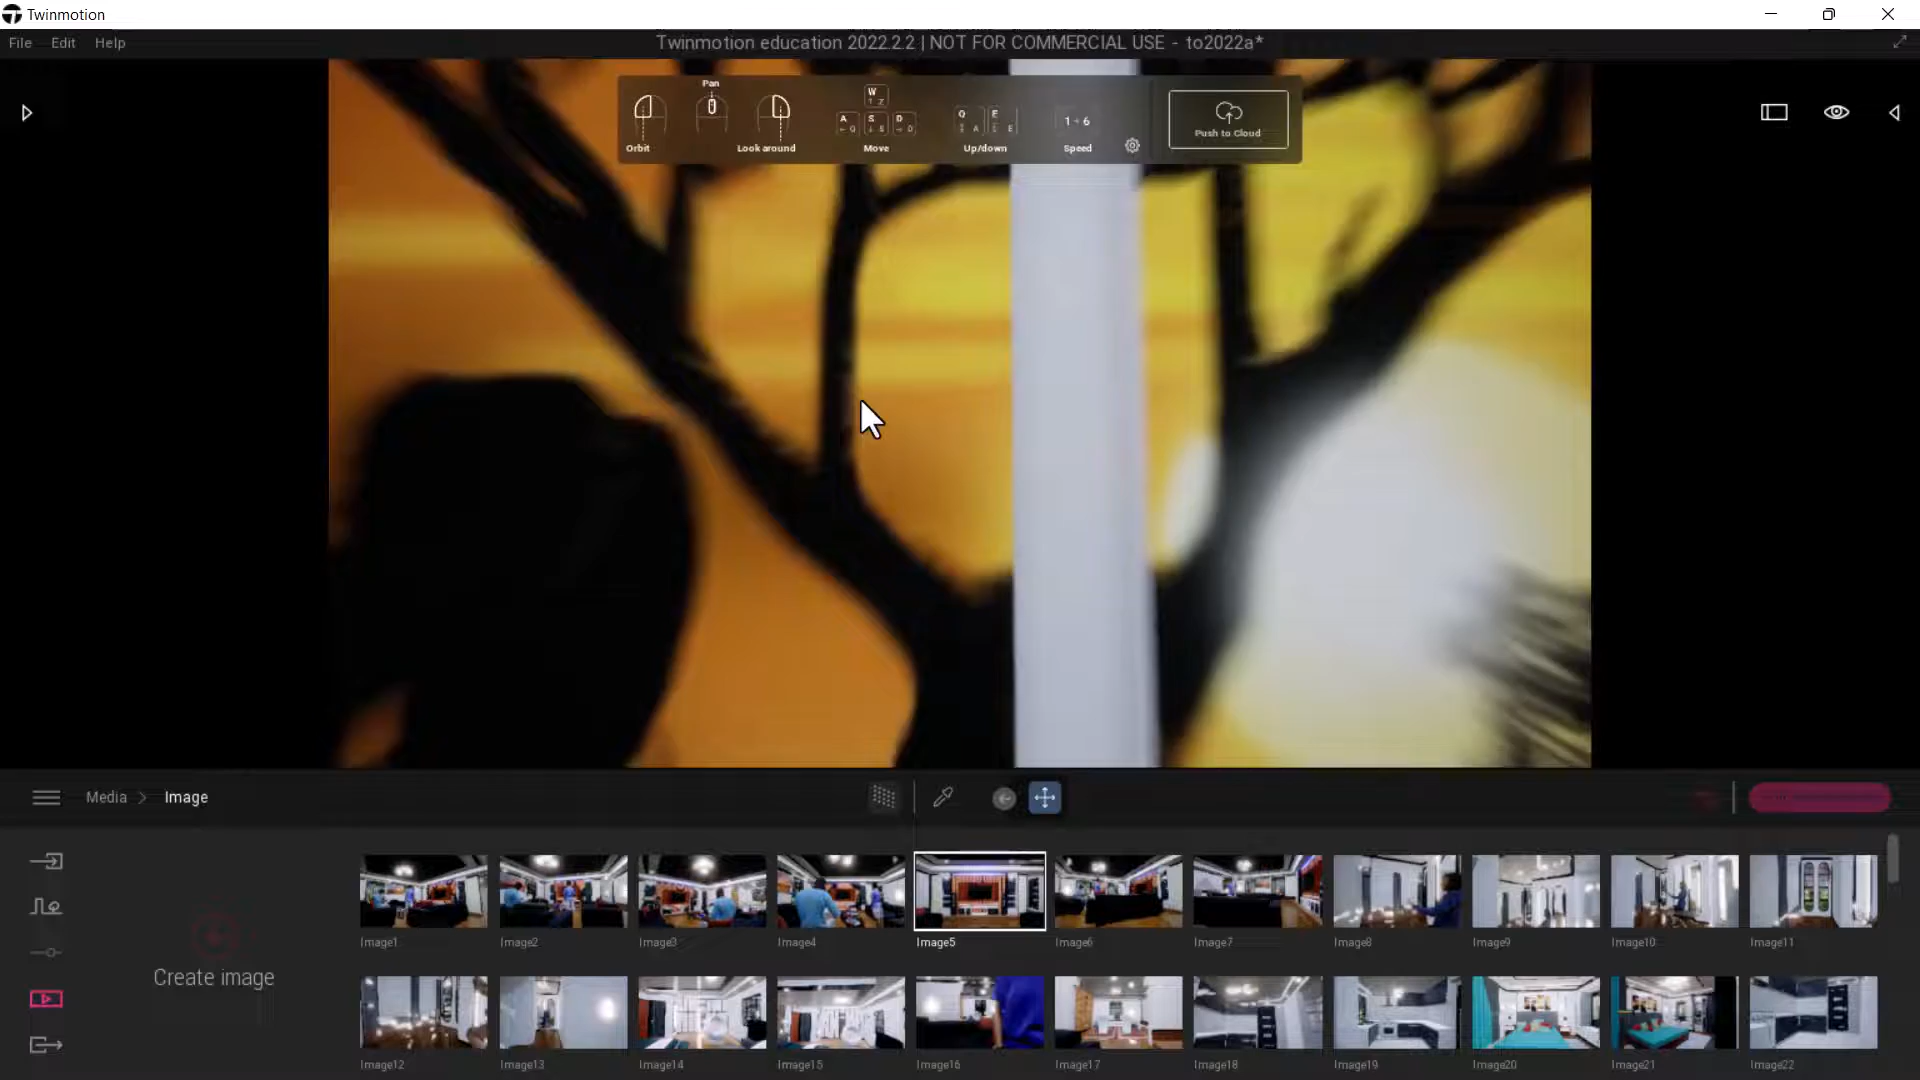 Twinmotion
File Edit Help
Twinmotion education 2022.2.2 | NOT FOR COMMERCIAL USE - to2022a*
Pan
W
↑ Z
A S D
← Q ↓ S → D
Q E
A E
1 - 6
Orbit Look around Move Up/down Speed
Push to Cloud
Media > Image
Create image
Image1 Image2 Image3 Image4 Image5 Image6 Image7 Image8 Image9 Image10 Image11
Image12 Image13 Image14 Image15 Image16 Image17 Image18 Image19 Image20 Image21 Image22